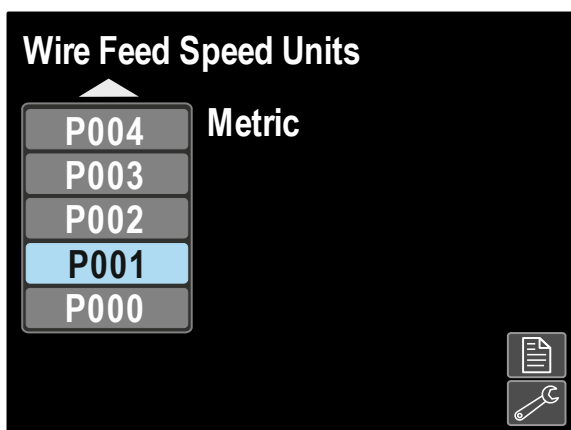 Wire Feed Speed Units
P004
Metric
P003
P002
P001
P000